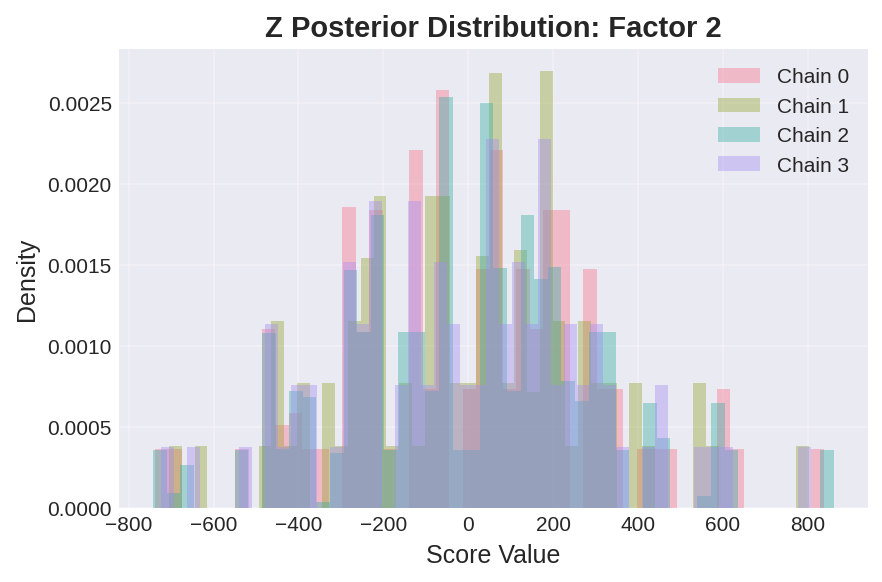 Z Posterior Distribution: Factor 2
Chain 0
Chain 1
Chain 2
Chain 3
Density
0.0025
0.0020
0.0015
0.0010
0.0005
0.0000
−800 −600 −400 −200 0 200 400 600 800
Score Value